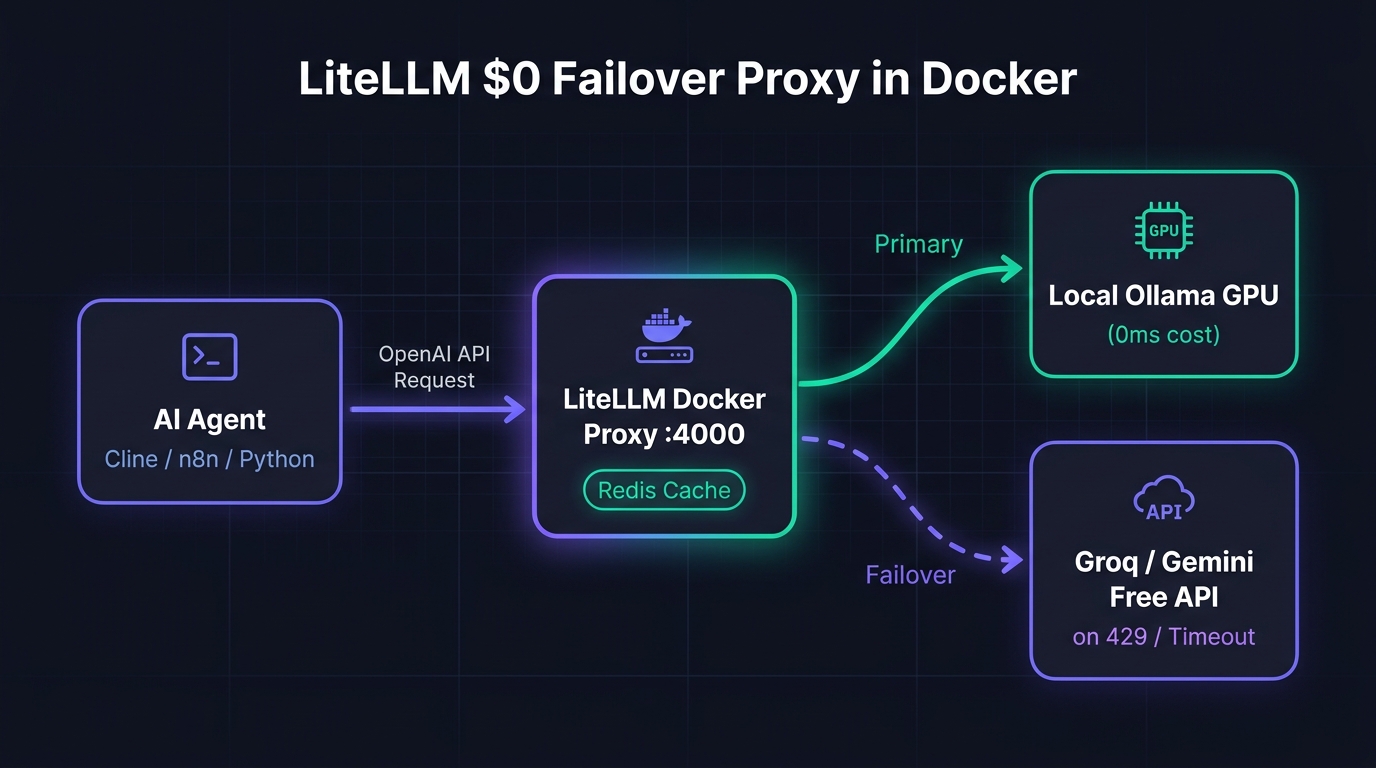 LiteLLM $0 Failover Proxy in Docker
AI Agent
Cline / n8n / Python
OpenAI API
Request
LiteLLM Docker
Proxy :4000
Redis Cache
Primary
GPU
Local Ollama GPU
(0ms cost)
Failover
API
Groq / Gemini
Free API
on 429 / Timeout